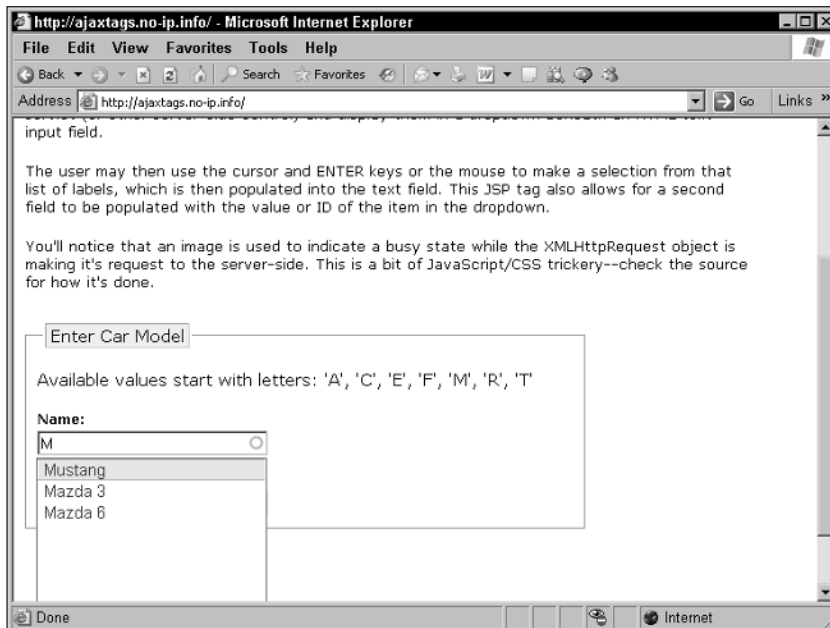 http://ajaxtags.no-ip.info/ - Microsoft Internet Explorer
File Edit View Favorites Tools Help
Back Search Favorites
Address http://ajaxtags.no-ip.info/ Go Links »
input field.
The user may then use the cursor and ENTER keys or the mouse to make a selection from that
list of labels, which is then populated into the text field. This JSP tag also allows for a second
field to be populated with the value or ID of the item in the dropdown.
You'll notice that an image is used to indicate a busy state while the XMLHttpRequest object is
making it's request to the server-side. This is a bit of JavaScript/CSS trickery--check the source
for how it's done.
Enter Car Model
Available values start with letters: 'A', 'C', 'E', 'F', 'M', 'R', 'T'
Name:
M
Mustang
Mazda 3
Mazda 6
Done Internet